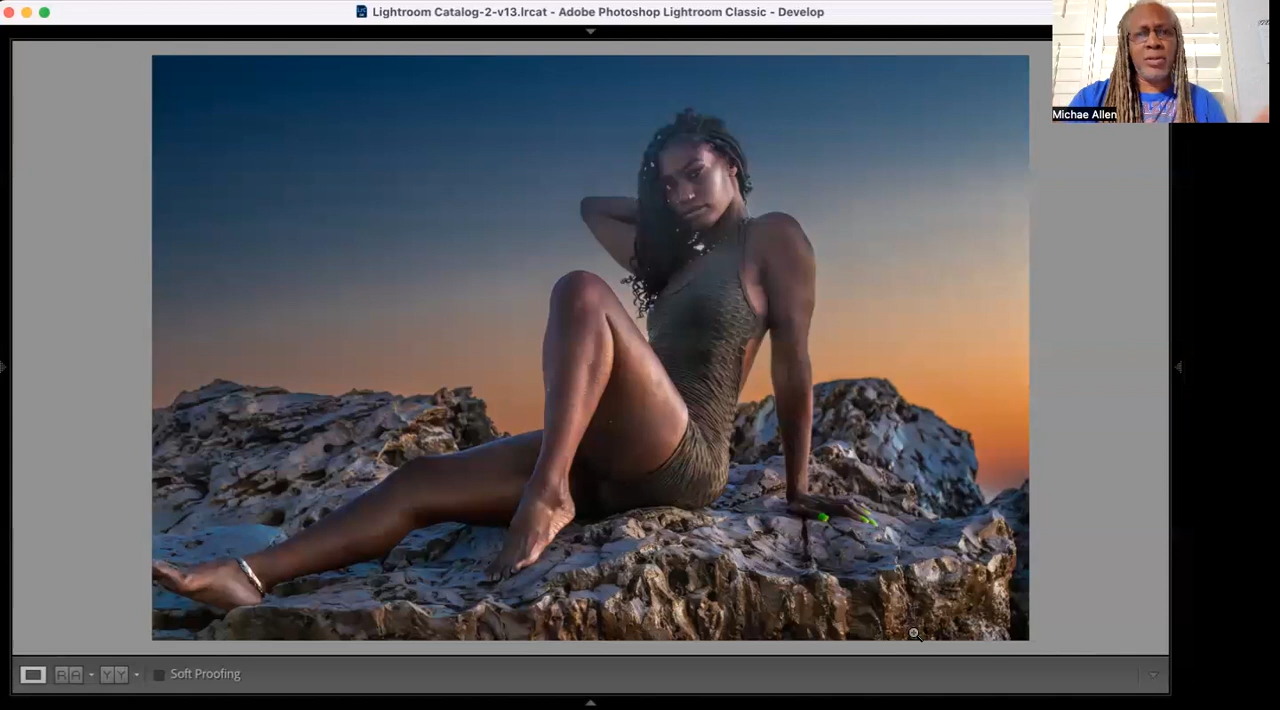 Lightroom Catalog-2-v13.lrcat - Adobe Photoshop Lightroom Classic - Develop
Michae Allen
R A Y Y Soft Proofing